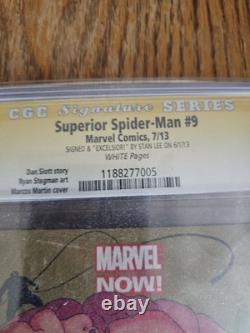 CGC Signature SERIES
Superior Spider-Man #9
Marvel Comics, 7/13
SIGNED & "EXCELSIOR!" BY STAN LEE ON 6/1/13
WHITE Pages
Dan Slott story
Ryan Stegman art
Marcos Martin cover
1188277005
MARVEL
NOW!